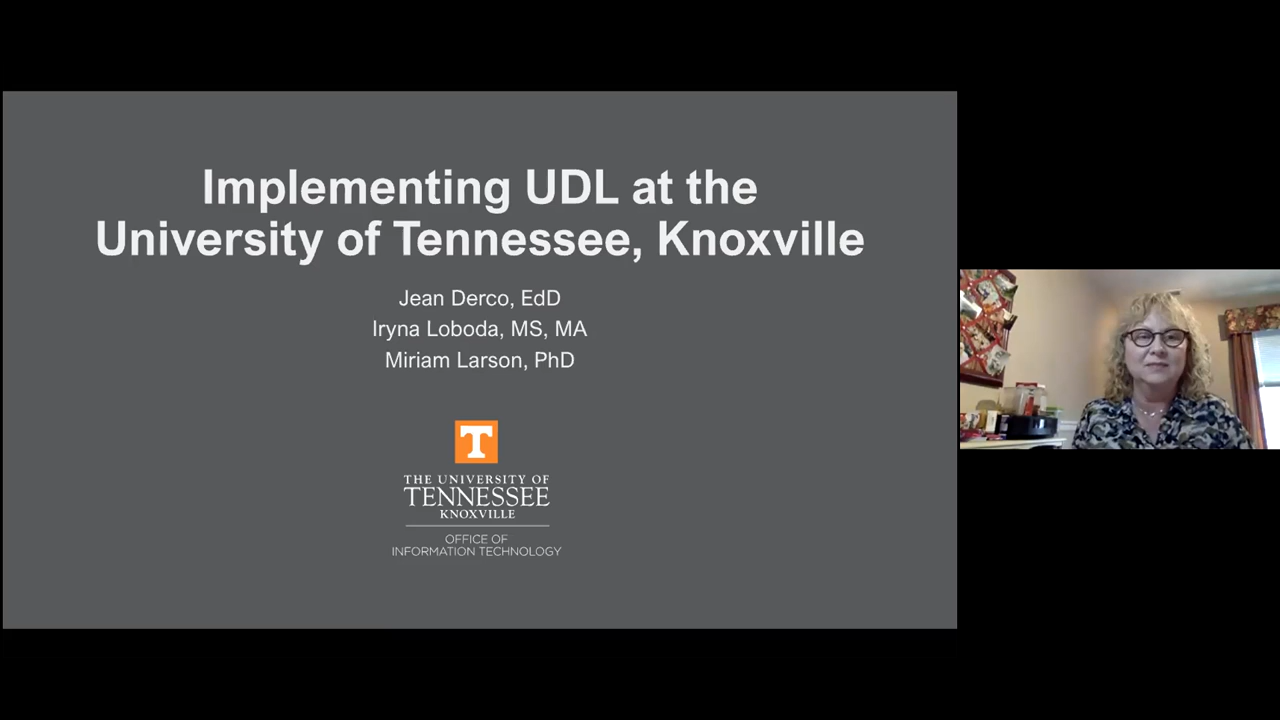 Implementing UDL at the
University of Tennessee, Knoxville
Jean Derco, EdD
Iryna Loboda, MS, MA
Miriam Larson, PhD
T
THE UNIVERSITY OF
TENNESSEE
KNOXVILLE
OFFICE OF
INFORMATION TECHNOLOGY